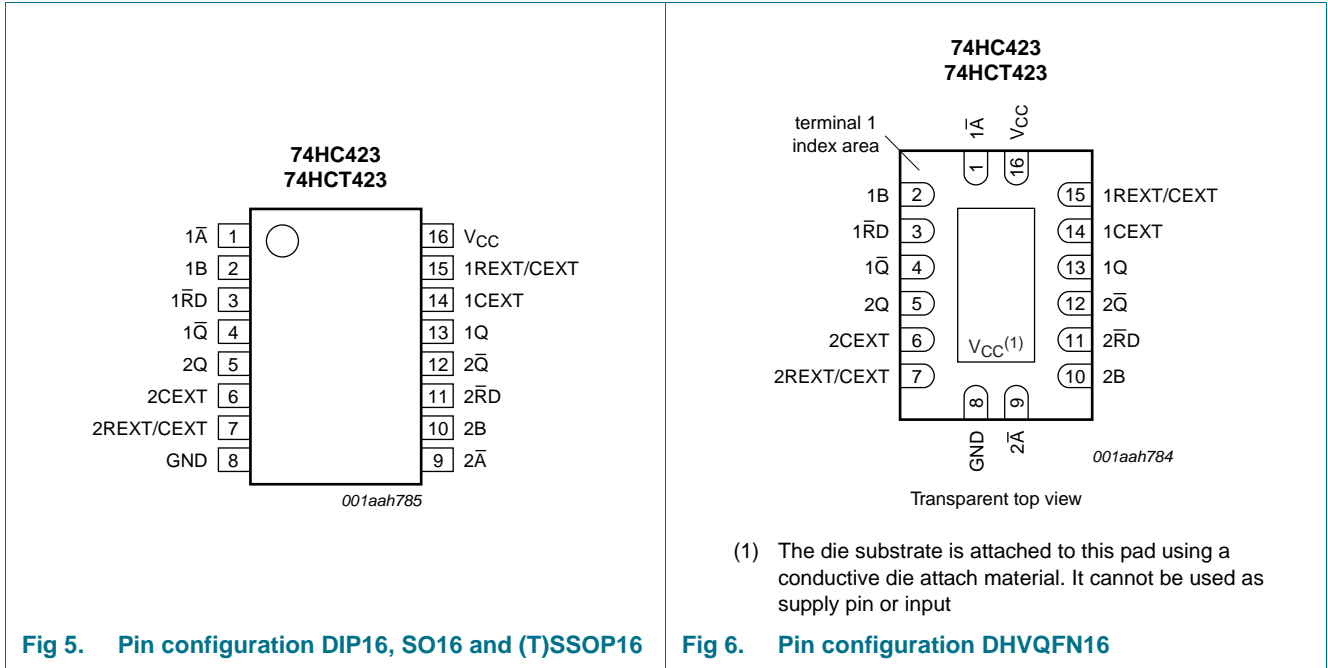 74HC423
74HCT423
1A̅ 1
1B 2
1R̅D 3
1Q̅ 4
2Q 5
2CEXT 6
2REXT/CEXT 7
GND 8
16 VCC
15 1REXT/CEXT
14 1CEXT
13 1Q
12 2Q̅
11 2R̅D
10 2B
9 2A̅
001aah785
Fig 5. Pin configuration DIP16, SO16 and (T)SSOP16
74HC423
74HCT423
terminal 1
index area
1A̅ 1
VCC 16
1B 2
1R̅D 3
1Q̅ 4
2Q 5
2CEXT 6
2REXT/CEXT 7
VCC(1)
15 1REXT/CEXT
14 1CEXT
13 1Q
12 2Q̅
11 2R̅D
10 2B
8 GND
9 2A̅
001aah784
Transparent top view
(1) The die substrate is attached to this pad using a
conductive die attach material. It cannot be used as
supply pin or input
Fig 6. Pin configuration DHVQFN16